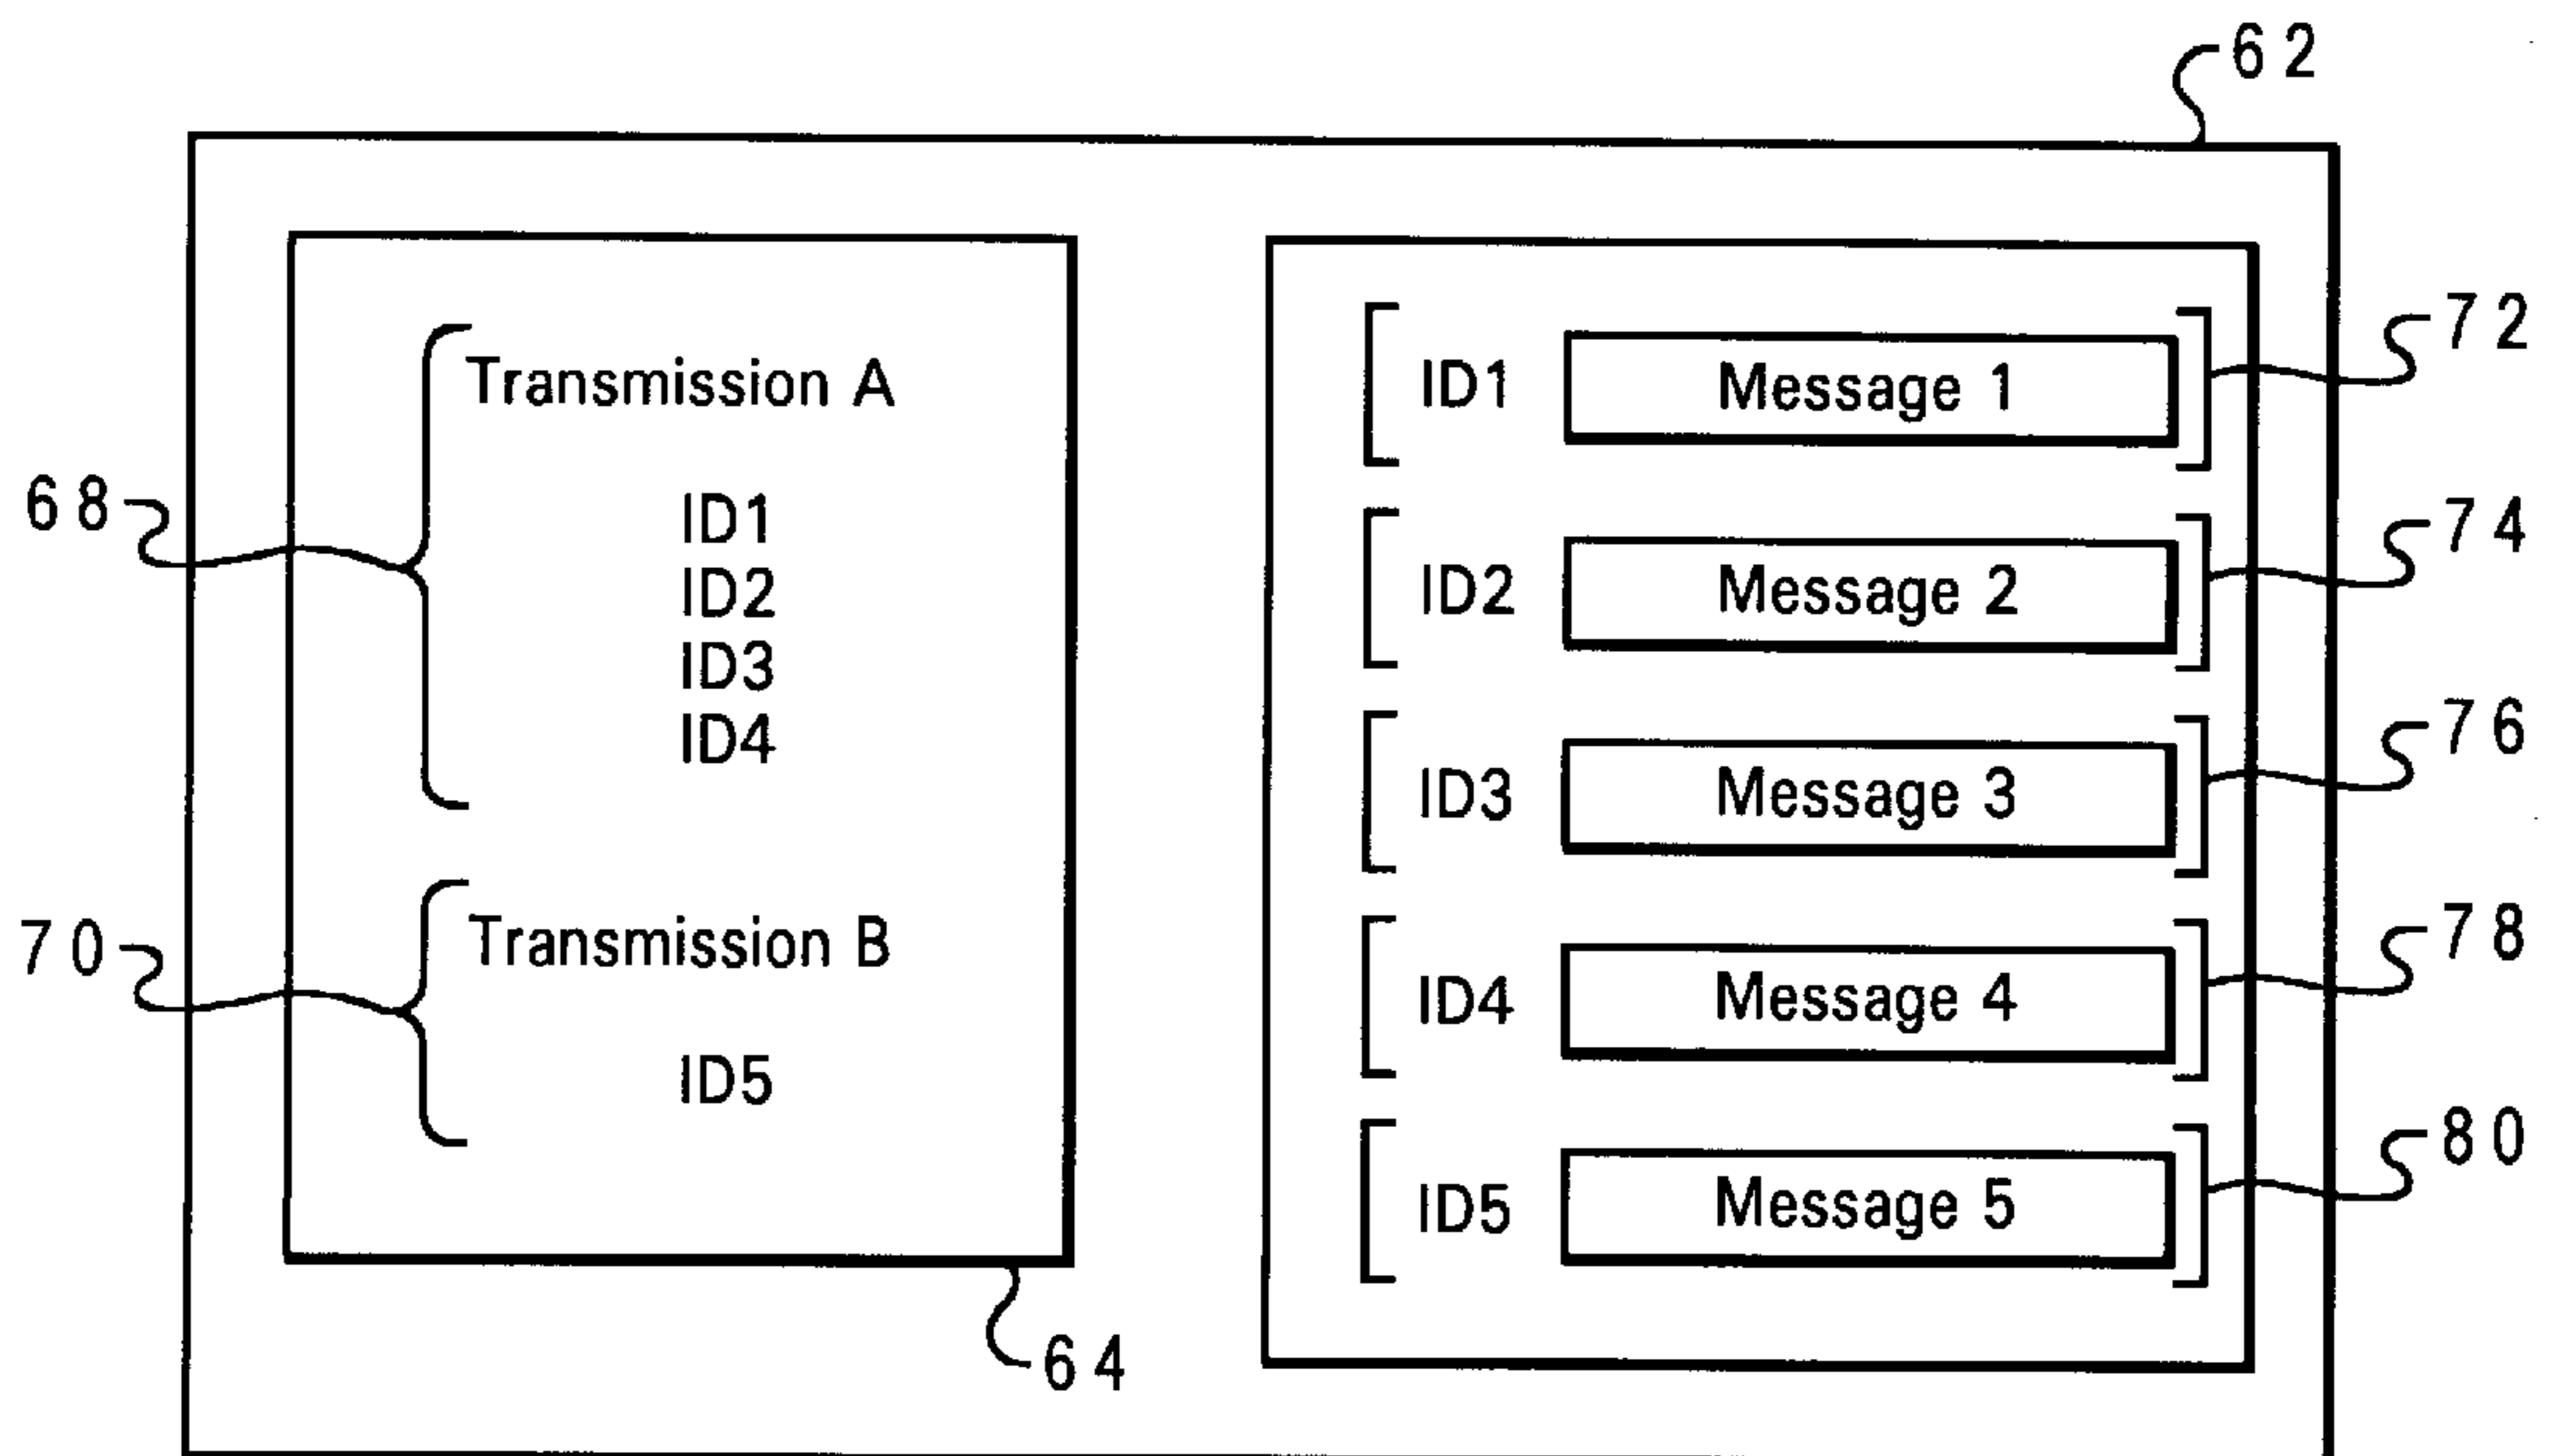 62
Transmission A
68
ID1
ID2
ID3
ID4
70
Transmission B
ID5
64
ID1 Message 1 72
ID2 Message 2 74
ID3 Message 3 76
ID4 Message 4 78
ID5 Message 5 80